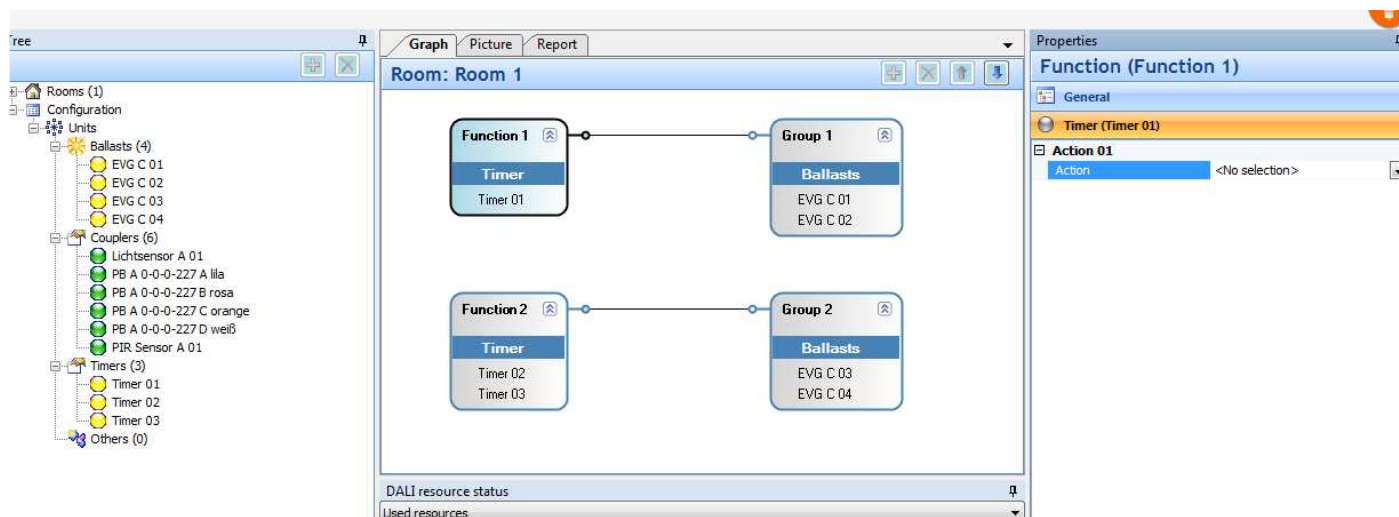 Tree
Rooms (1)
Configuration
Units
Ballasts (4)
EVG C 01
EVG C 02
EVG C 03
EVG C 04
Couplers (6)
Lichtsensor A 01
PB A 0-0-0-227 A lila
PB A 0-0-0-227 B rosa
PB A 0-0-0-227 C orange
PB A 0-0-0-227 D weiß
PIR Sensor A 01
Timers (3)
Timer 01
Timer 02
Timer 03
Others (0)
Graph Picture Report
Room: Room 1
Function 1
Timer
Timer 01
Group 1
Ballasts
EVG C 01
EVG C 02
Function 2
Timer
Timer 02
Timer 03
Group 2
Ballasts
EVG C 03
EVG C 04
DALI resource status
Used resources
Properties
Function (Function 1)
General
Timer (Timer 01)
Action 01
Action <No selection>